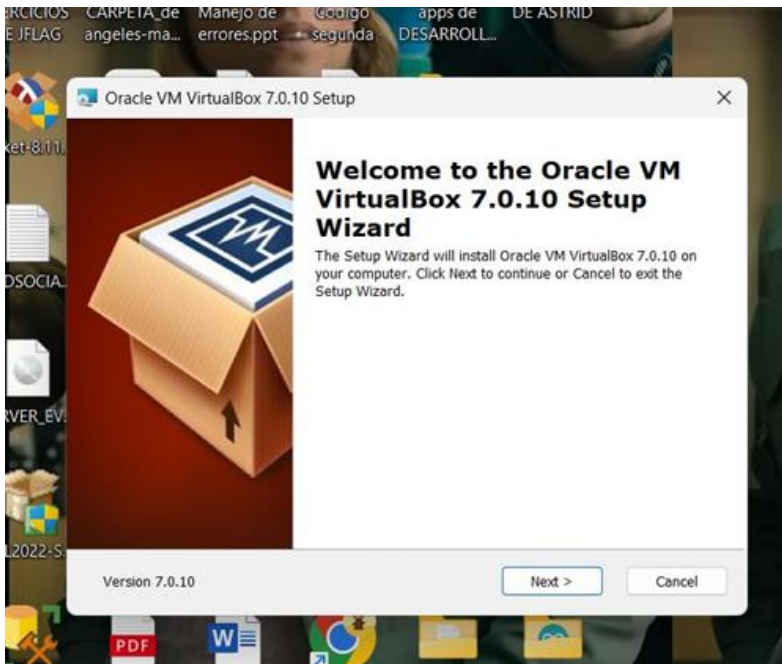 CARPETA_de Manejo de Codigo apps de DE ASTRID
E JFLAG angeles-ma... errores.ppt segunda DESARROLL...
Oracle VM VirtualBox 7.0.10 Setup
Welcome to the Oracle VM
VirtualBox 7.0.10 Setup
Wizard
The Setup Wizard will install Oracle VM VirtualBox 7.0.10 on
your computer. Click Next to continue or Cancel to exit the
Setup Wizard.
Version 7.0.10
Next >
Cancel
PDF
W